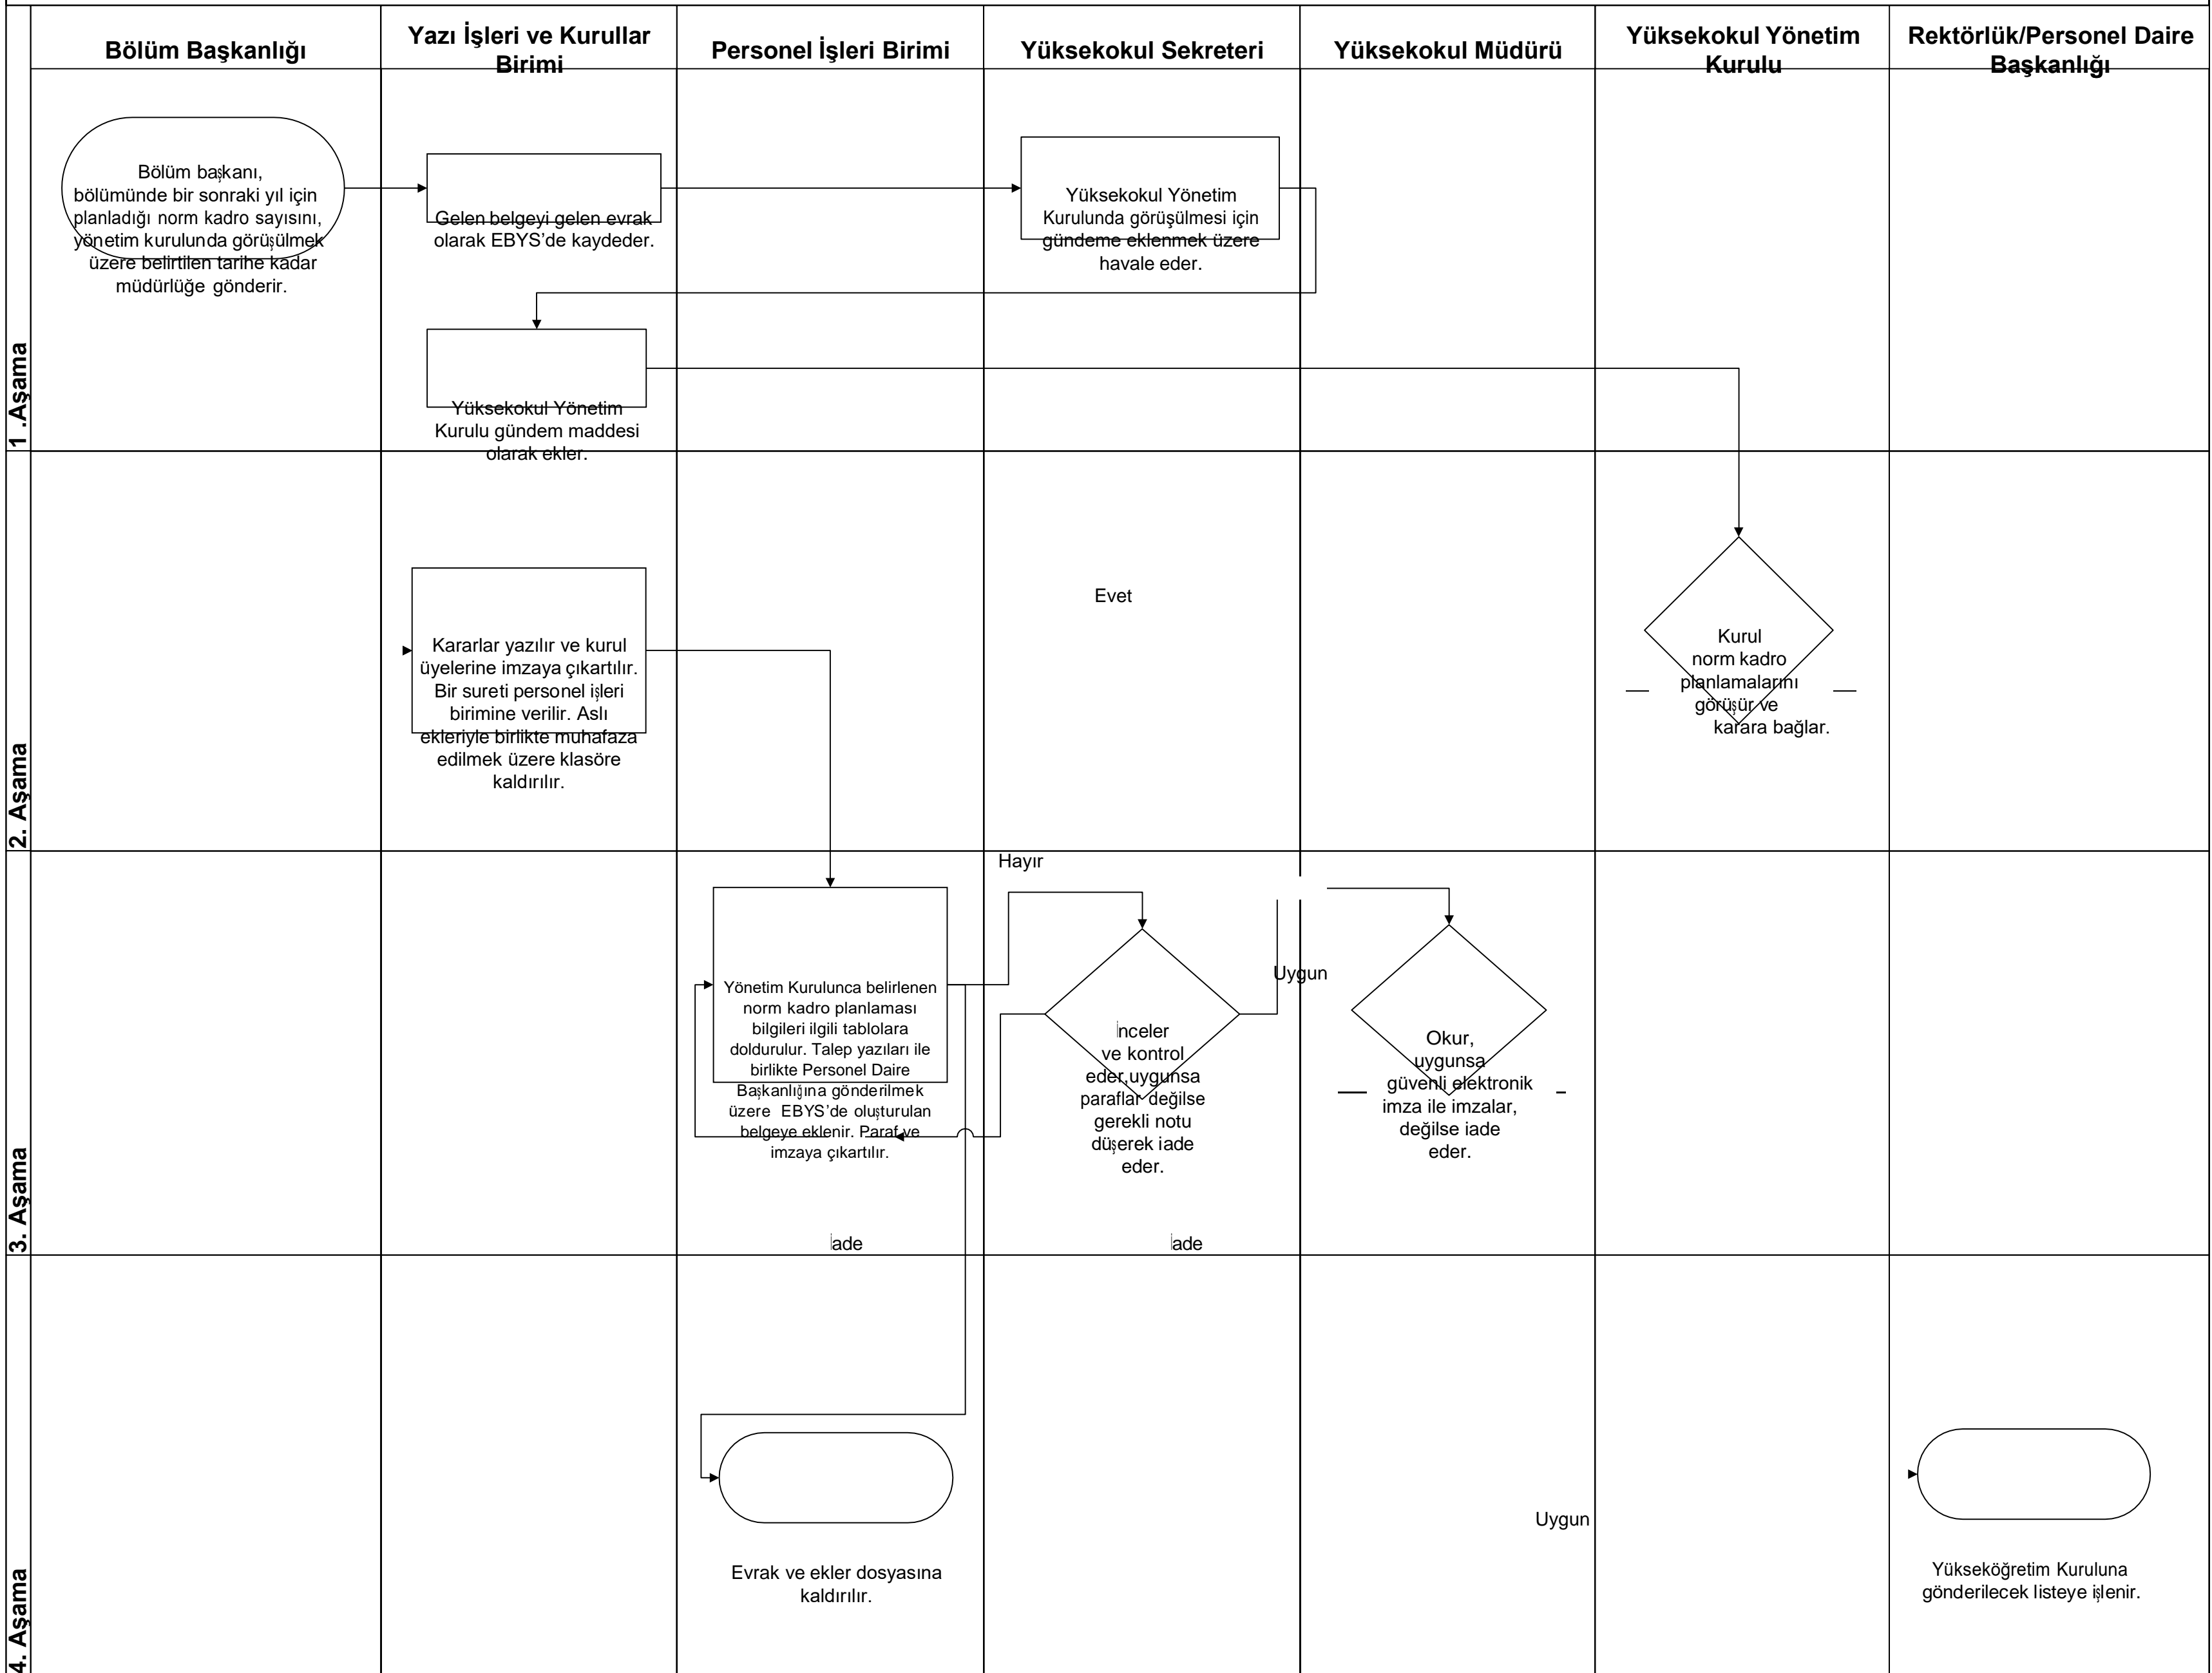 Bölüm Başkanlığı
Yazı İşleri ve Kurullar
Birimi
Personel İşleri Birimi
Yüksekokul Sekreteri
Yüksekokul Müdürü
Yüksekokul Yönetim
Kurulu
Rektörlük/Personel Daire
Başkanlığı
1 .Aşama
Bölüm başkanı,
bölümünde bir sonraki yıl için
planladığı norm kadro sayısını,
yönetim kurulunda görüşülmek
üzere belirtilen tarihe kadar
müdürlüğe gönderir.
Gelen belgeyi gelen evrak
olarak EBYS’de kaydeder.
Yüksekokul Yönetim
Kurulunda görüşülmesi için
gündeme eklenmek üzere
havale eder.
Yüksekokul Yönetim
Kurulu gündem maddesi
olarak ekler.
2. Aşama
Kararlar yazılır ve kurul
üyelerine imzaya çıkartılır.
Bir sureti personel işleri
birimine verilir. Aslı
ekleriyle birlikte muhafaza
edilmek üzere klasöre
kaldırılır.
Evet
Kurul
norm kadro
planlamalarını
görüşür ve
karara bağlar.
3. Aşama
Hayır
Yönetim Kurulunca belirlenen
norm kadro planlaması
bilgileri ilgili tablolara
doldurulur. Talep yazıları ile
birlikte Personel Daire
Başkanlığına gönderilmek
üzere EBYS’de oluşturulan
belgeye eklenir. Paraf ve
imzaya çıkartılır.
İnceler
ve kontrol
eder,uygunsa
paraflar değilse
gerekli notu
düşerek iade
eder.
Uygun
Okur,
uygunsa
güvenli elektronik
imza ile imzalar,
değilse iade
eder.
İade
İade
4. Aşama
Evrak ve ekler dosyasına
kaldırılır.
Uygun
Yükseköğretim Kuruluna
gönderilecek listeye işlenir.